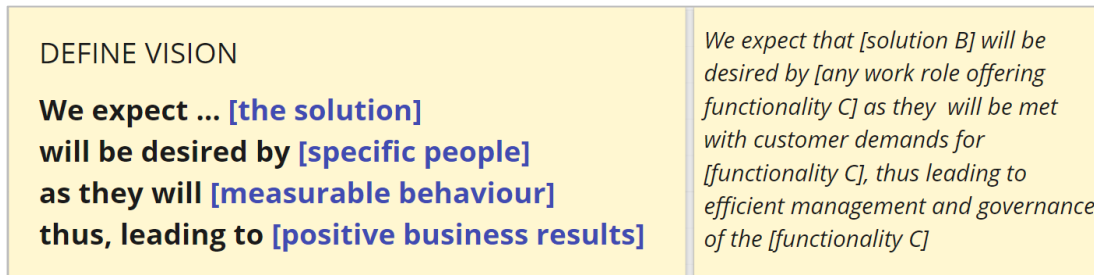 DEFINE VISION
We expect ... [the solution]
will be desired by [specific people]
as they will [measurable behaviour]
thus, leading to [positive business results]
We expect that [solution B] will be
desired by [any work role offering
functionality C] as they will be met
with customer demands for
[functionality C], thus leading to
efficient management and governance
of the [functionality C]